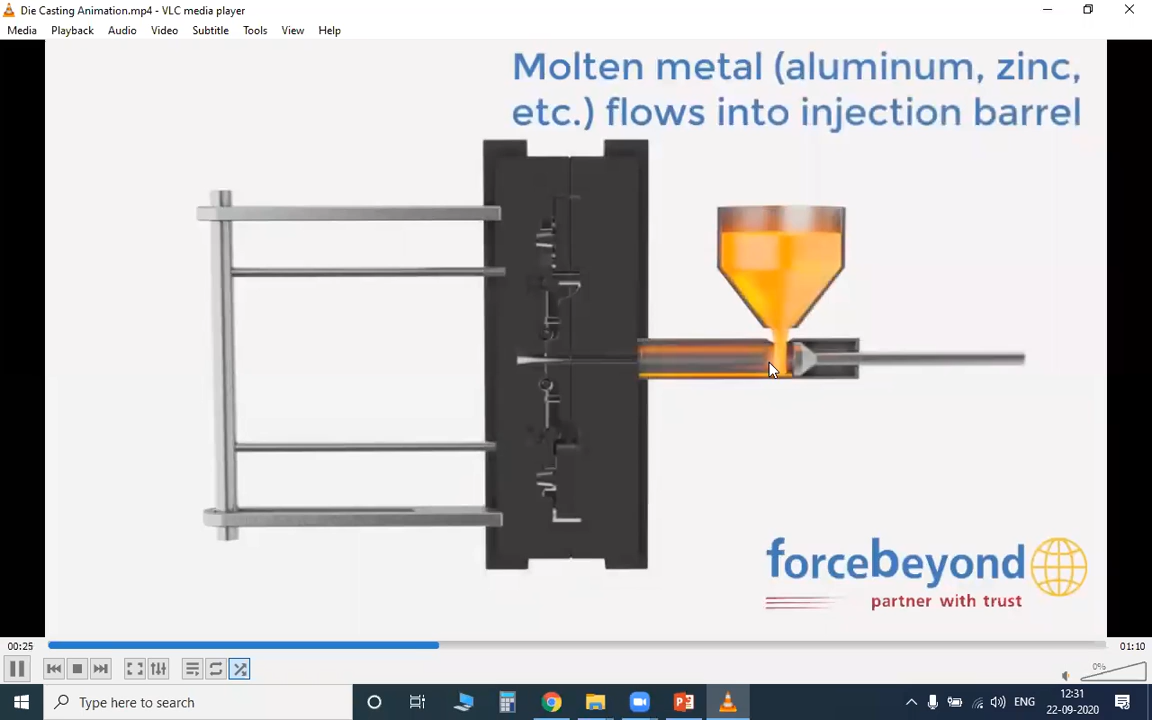 Die Casting Animation.mp4 - VLC media player
Media Playback Audio Video Subtitle Tools View Help
Molten metal (aluminum, zinc,
etc.) flows into injection barrel
forcebeyond
partner with trust
00:25
01:10
0%
Type here to search
ENG
12:31
22-09-2020